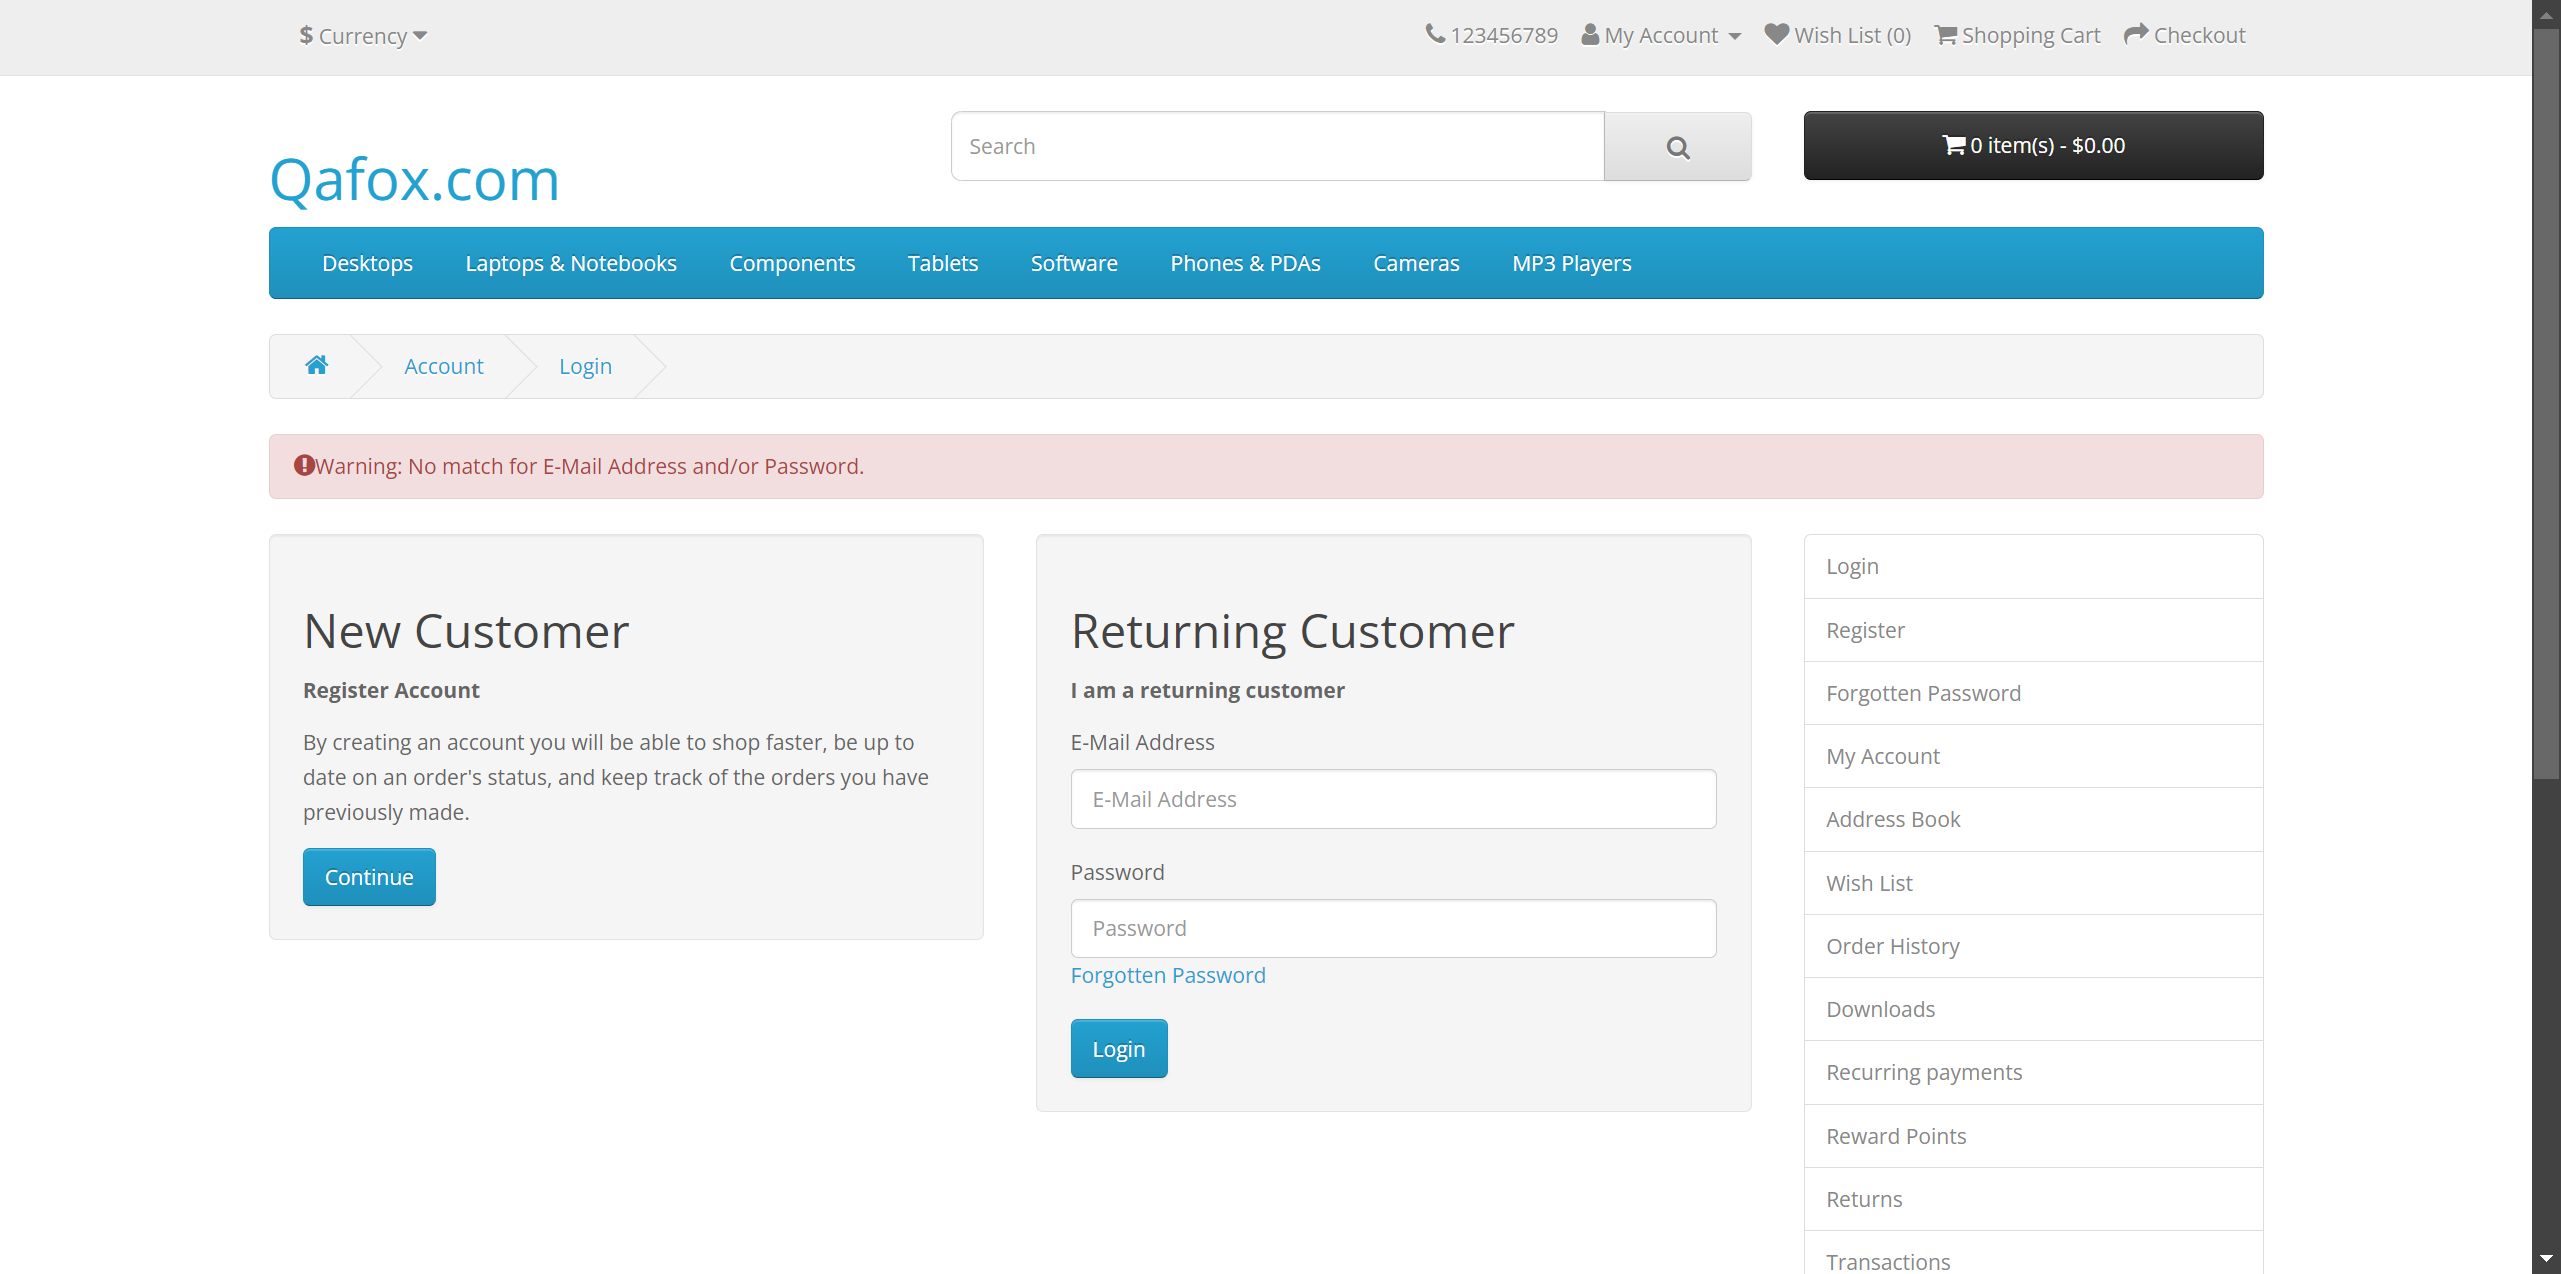 $ Currency
123456789 My Account Wish List (0) Shopping Cart Checkout
Qafox.com
Search
0 item(s) - $0.00
Desktops Laptops & Notebooks Components Tablets Software Phones & PDAs Cameras MP3 Players
Account Login
Warning: No match for E-Mail Address and/or Password.
New Customer
Register Account
By creating an account you will be able to shop faster, be up to
date on an order's status, and keep track of the orders you have
previously made.
Continue
Returning Customer
I am a returning customer
E-Mail Address
E-Mail Address
Password
Password
Forgotten Password
Login
Login
Register
Forgotten Password
My Account
Address Book
Wish List
Order History
Downloads
Recurring payments
Reward Points
Returns
Transactions